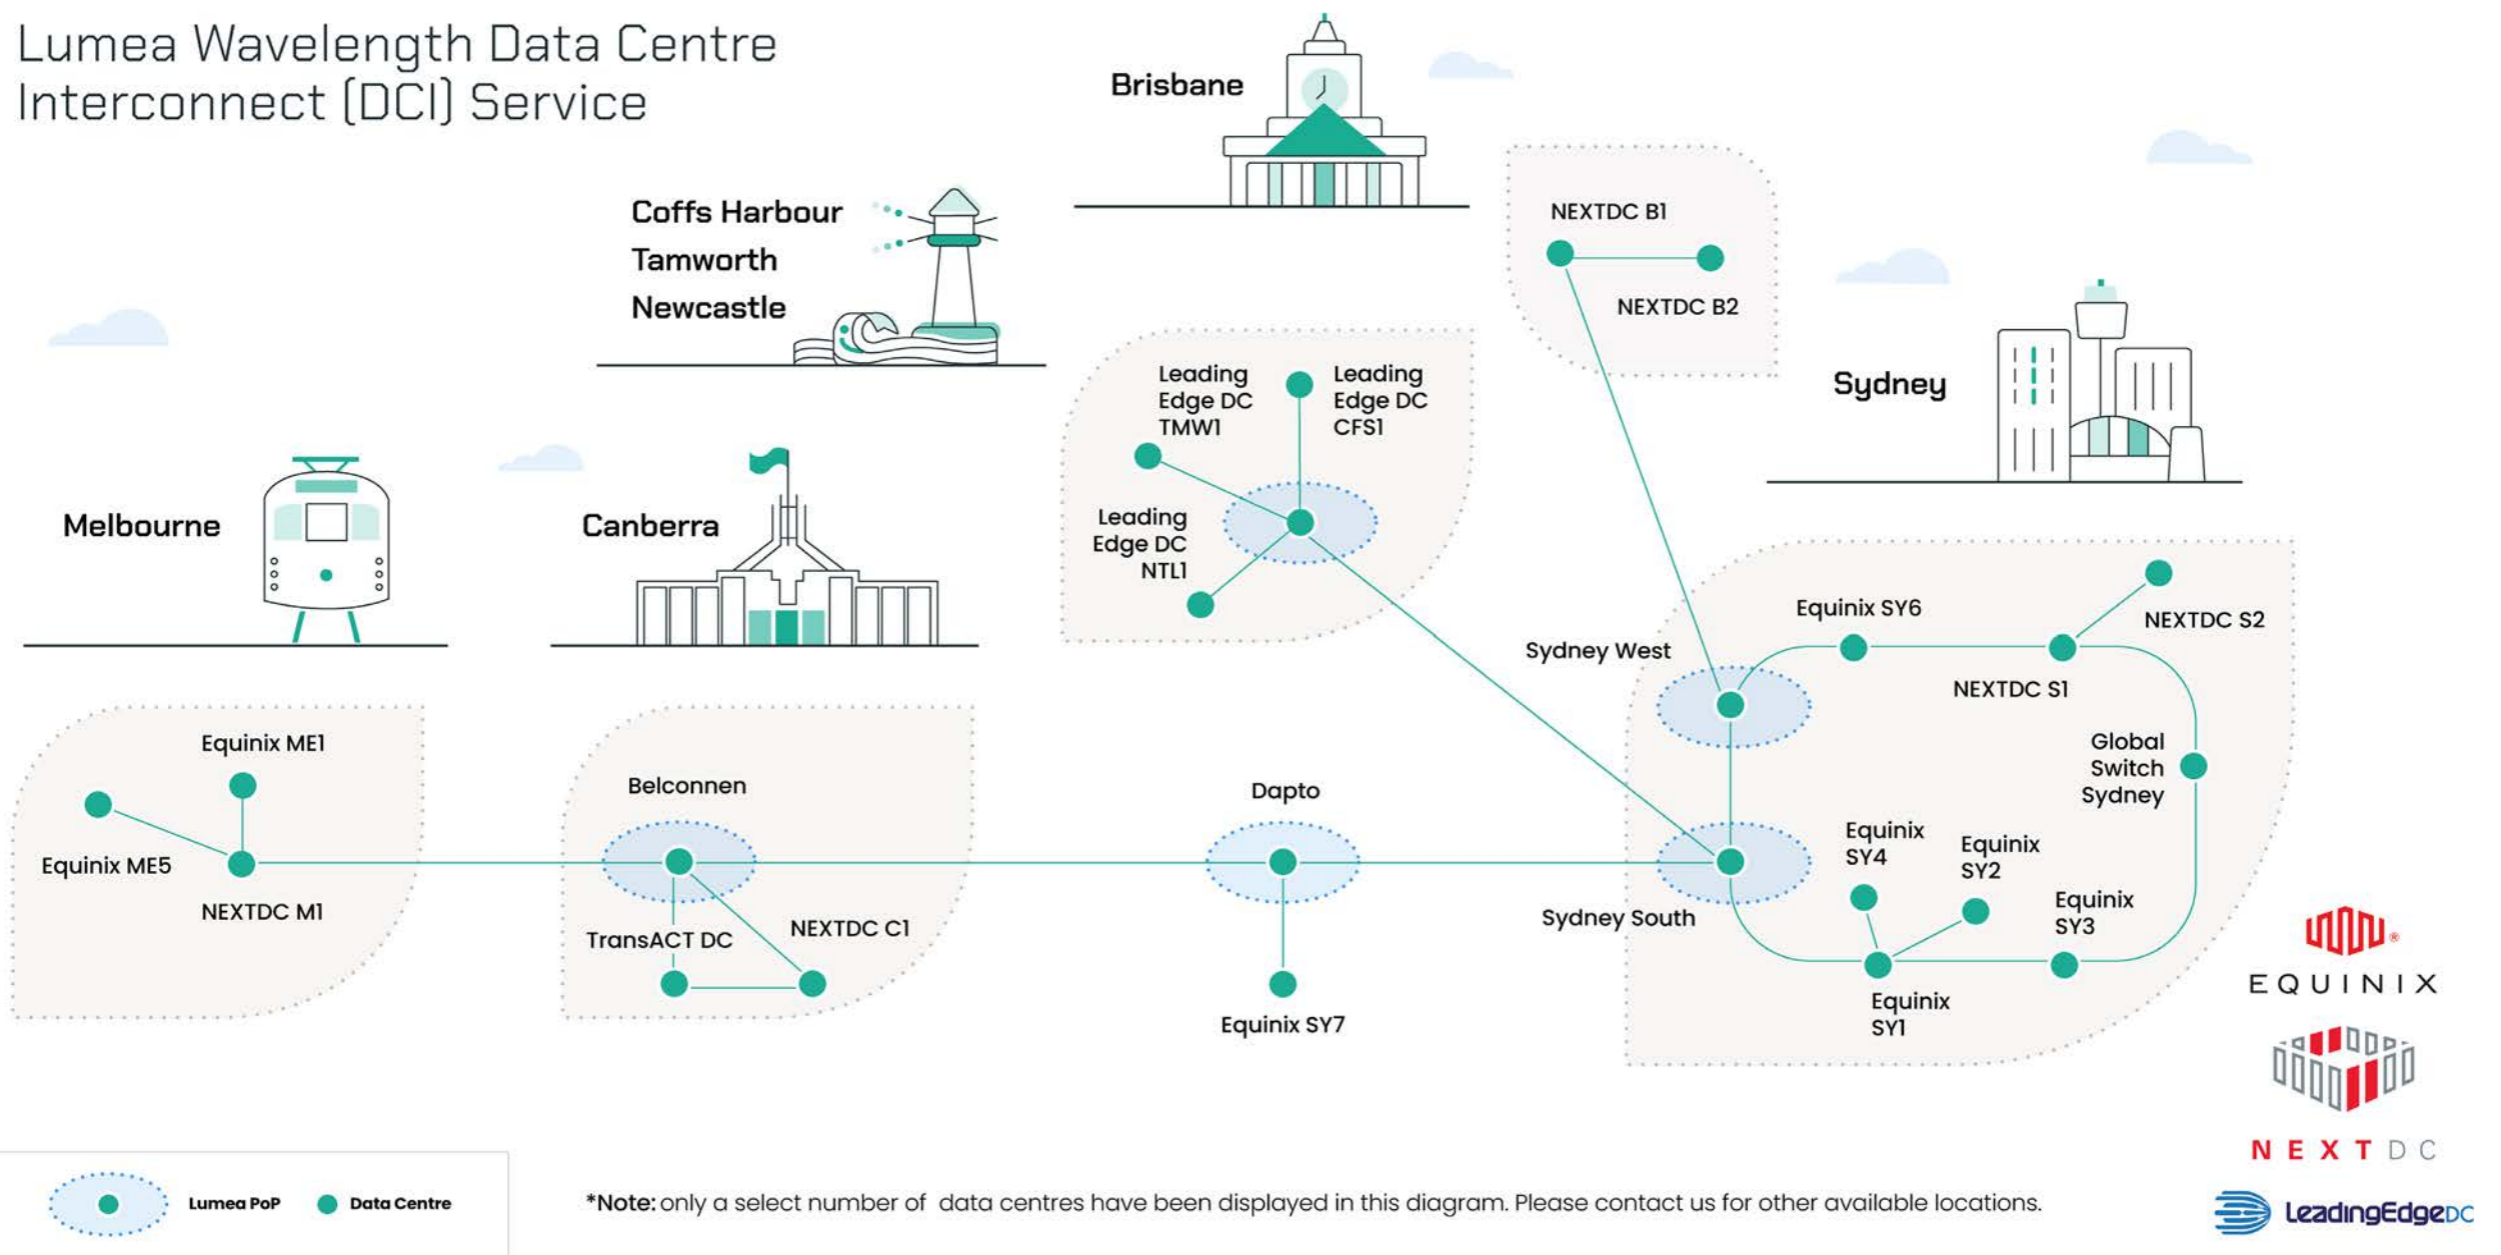 Lumea Wavelength Data Centre
Interconnect (DCI) Service
Brisbane
Coffs Harbour
Tamworth
Newcastle
Melbourne
Canberra
Sydney
NEXTDC B1
NEXTDC B2
Leading
Edge DC
TMW1
Leading
Edge DC
CFS1
Leading
Edge DC
NTL1
Sydney West
Equinix SY6
NEXTDC S2
NEXTDC S1
Global
Switch
Sydney
Equinix ME1
Equinix ME5
NEXTDC M1
Belconnen
TransACT DC
NEXTDC C1
Dapto
Equinix SY7
Sydney South
Equinix
SY4
Equinix
SY2
Equinix
SY3
Equinix
SY1
EQUINIX
®
NEXTDC
LeadingEdgeDC
Lumea PoP
Data Centre
*Note: only a select number of data centres have been displayed in this diagram. Please contact us for other available locations.